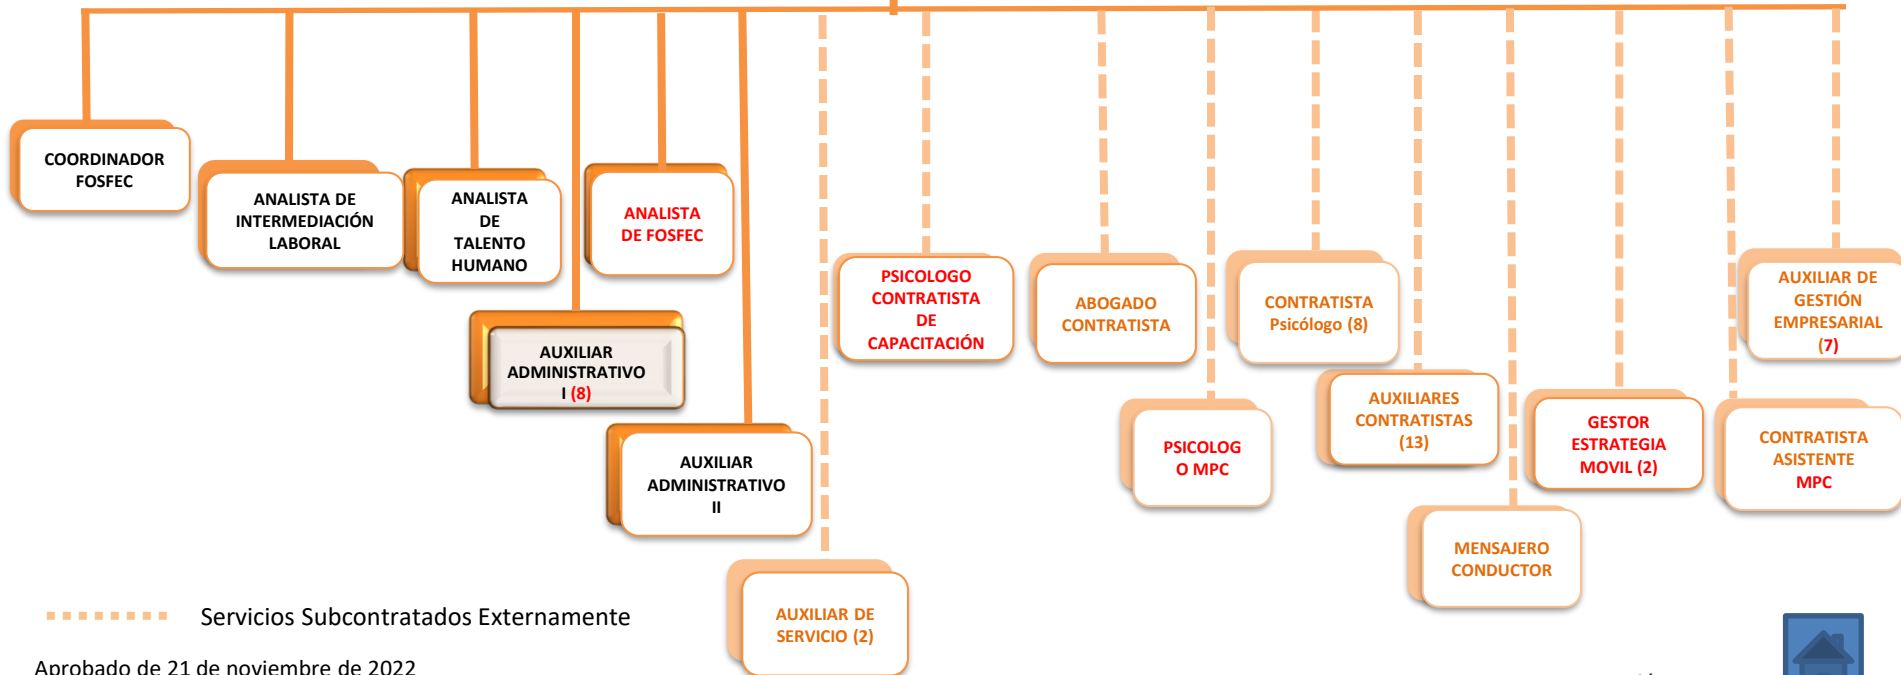 COORDINADOR
FOSFEC
ANALISTA DE
INTERMEDIACIÓN
LABORAL
ANALISTA
DE
TALENTO
HUMANO
ANALISTA
DE FOSFEC
AUXILIAR
ADMINISTRATIVO
I (8)
AUXILIAR
ADMINISTRATIVO
II
AUXILIAR DE
SERVICIO (2)
PSICOLOGO
CONTRATISTA
DE
CAPACITACIÓN
ABOGADO
CONTRATISTA
PSICOLOG
O MPC
CONTRATISTA
Psicólogo (8)
AUXILIARES
CONTRATISTAS
(13)
MENSAJERO
CONDUCTOR
GESTOR
ESTRATEGIA
MOVIL (2)
CONTRATISTA
ASISTENTE
MPC
AUXILIAR DE
GESTIÓN
EMPRESARIAL
(7)
Servicios Subcontratados Externamente
Aprobado de 21 de noviembre de 2022